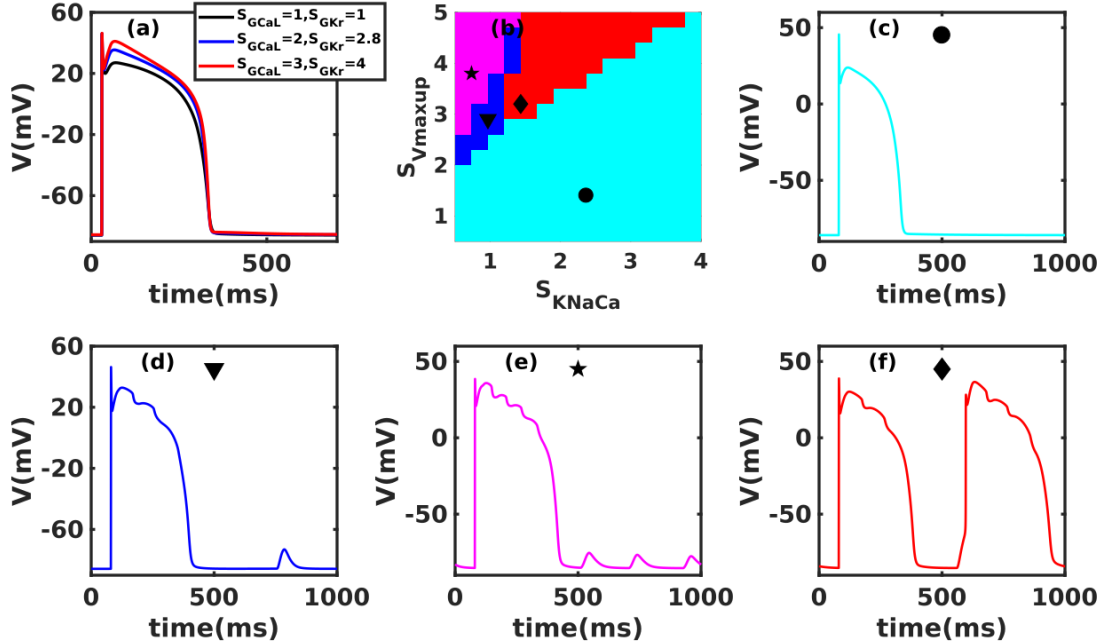 (a)
S_GCaL=1,S_GKr=1
S_GCaL=2,S_GKr=2.8
S_GCaL=3,S_GKr=4
V(mV)
60
20
-20
-60
0
500
time(ms)
(b)
S_Vmaxup
5
4
3
2
1
1
2
3
4
S_KNaCa
(c)
V(mV)
50
0
-50
0
500
1000
time(ms)
(d)
V(mV)
60
20
-20
-60
0
500
1000
time(ms)
(e)
V(mV)
50
0
-50
0
500
1000
time(ms)
(f)
V(mV)
50
0
-50
0
500
1000
time(ms)